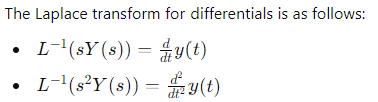 The Laplace transform for differentials is as follows:
• L⁻¹(sY(s)) = d/dt y(t)
• L⁻¹(s²Y(s)) = d²/dt² y(t)